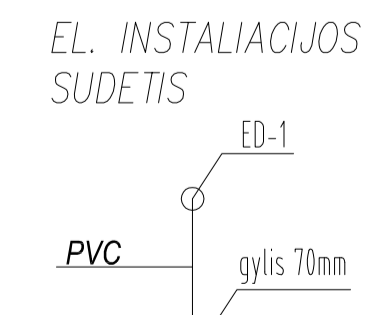 EL. INSTALIACIJOS
SUDETIS
ED-1
PVC
gylis 70mm